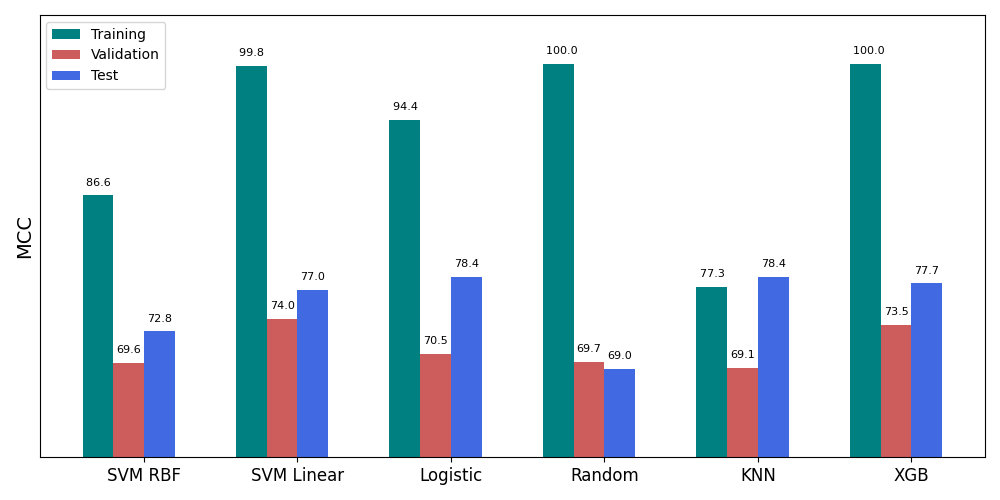 Training
Validation
Test
MCC
86.6
69.6
72.8
99.8
74.0
77.0
94.4
70.5
78.4
100.0
69.7
69.0
77.3
69.1
78.4
100.0
73.5
77.7
SVM RBF
SVM Linear
Logistic
Random
KNN
XGB